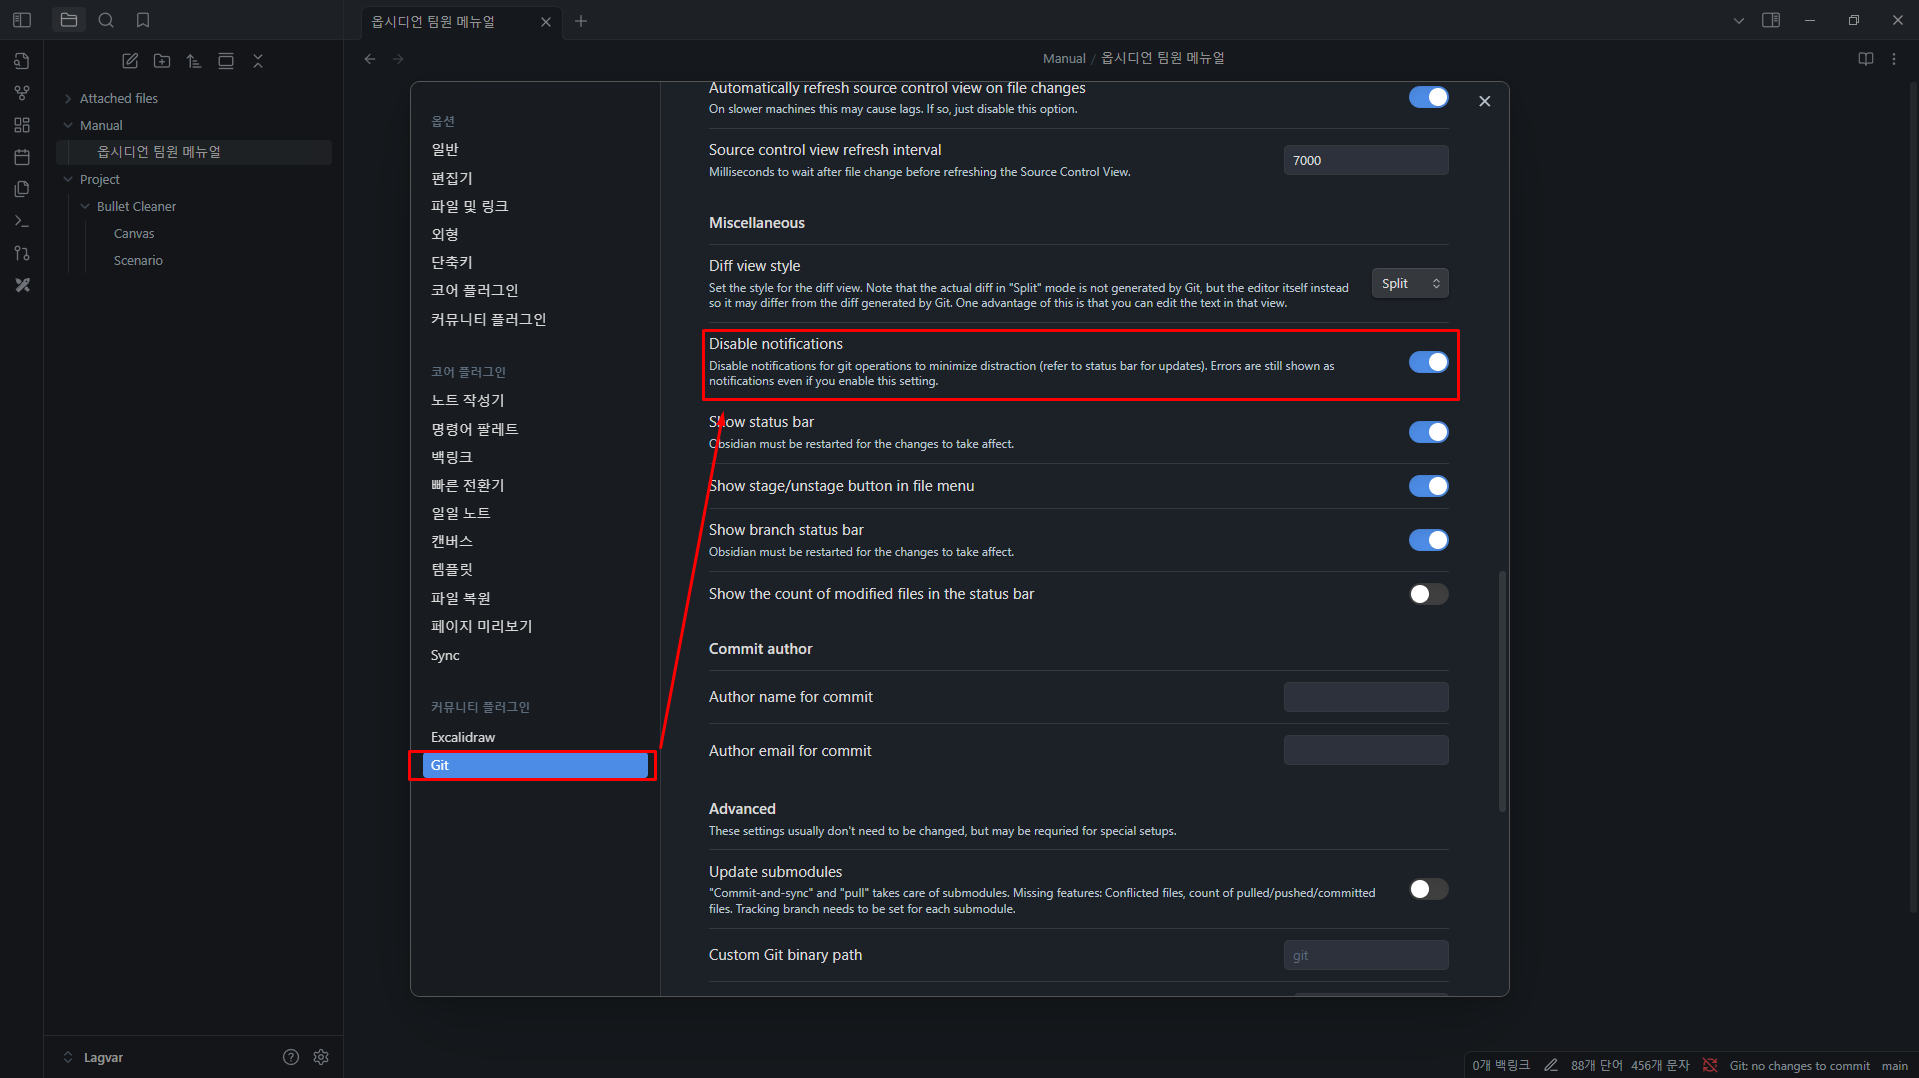 옵시디언 팀원 메뉴얼
Manual / 옵시디언 팀원 메뉴얼
Attached files
Manual
옵시디언 팀원 메뉴얼
Project
Bullet Cleaner
Canvas
Scenario
Lagvar
옵션
일반
편집기
파일 및 링크
외형
단축키
코어 플러그인
커뮤니티 플러그인
코어 플러그인
노트 작성기
명령어 팔레트
백링크
빠른 전환기
일일 노트
캔버스
템플릿
파일 복원
페이지 미리보기
Sync
커뮤니티 플러그인
Excalidraw
Git
Automatically refresh source control view on file changes
On slower machines this may cause lags. If so, just disable this option.
Source control view refresh interval
Milliseconds to wait after file change before refreshing the Source Control View.
7000
Miscellaneous
Diff view style
Set the style for the diff view. Note that the actual diff in "Split" mode is not generated by Git, but the editor itself instead
so it may differ from the diff generated by Git. One advantage of this is that you can edit the text in that view.
Split
Disable notifications
Disable notifications for git operations to minimize distraction (refer to status bar for updates). Errors are still shown as
notifications even if you enable this setting.
Show status bar
Obsidian must be restarted for the changes to take affect.
Show stage/unstage button in file menu
Show branch status bar
Obsidian must be restarted for the changes to take affect.
Show the count of modified files in the status bar
Commit author
Author name for commit
Author email for commit
Advanced
These settings usually don't need to be changed, but may be requried for special setups.
Update submodules
"Commit-and-sync" and "pull" takes care of submodules. Missing features: Conflicted files, count of pulled/pushed/committed
files. Tracking branch needs to be set for each submodule.
Custom Git binary path
git
0개 백링크 88개 단어 456개 문자 Git: no changes to commit main